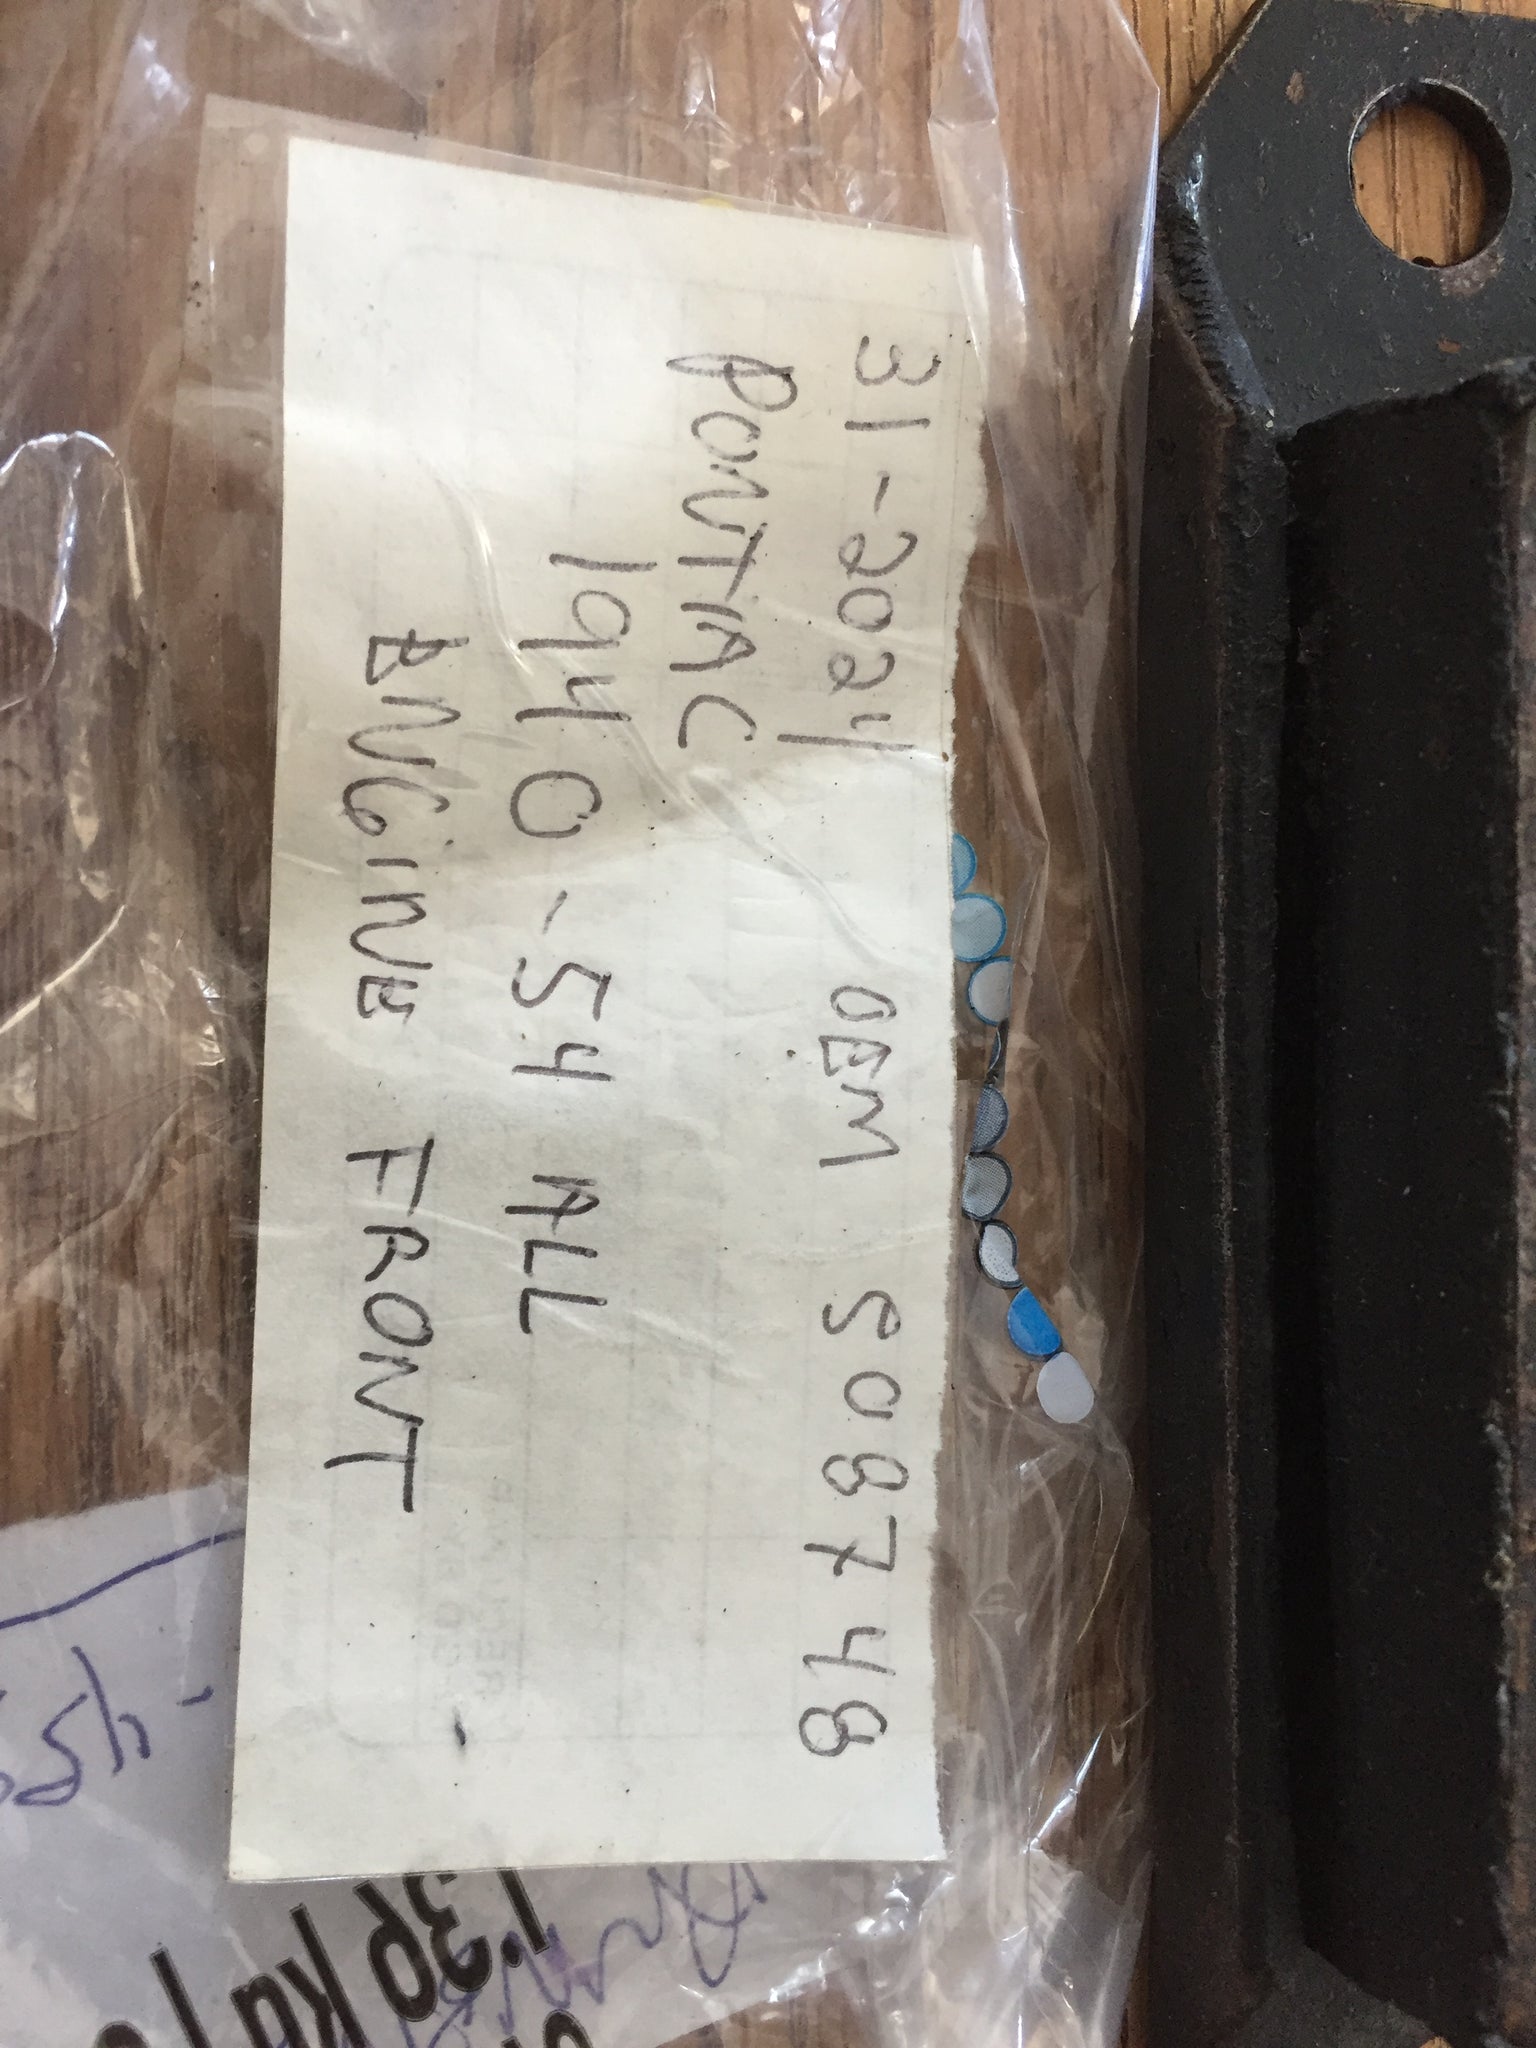 31-2024 OEM 508748
PONTIAC
1940-54 ALL
ENGINE FRONT